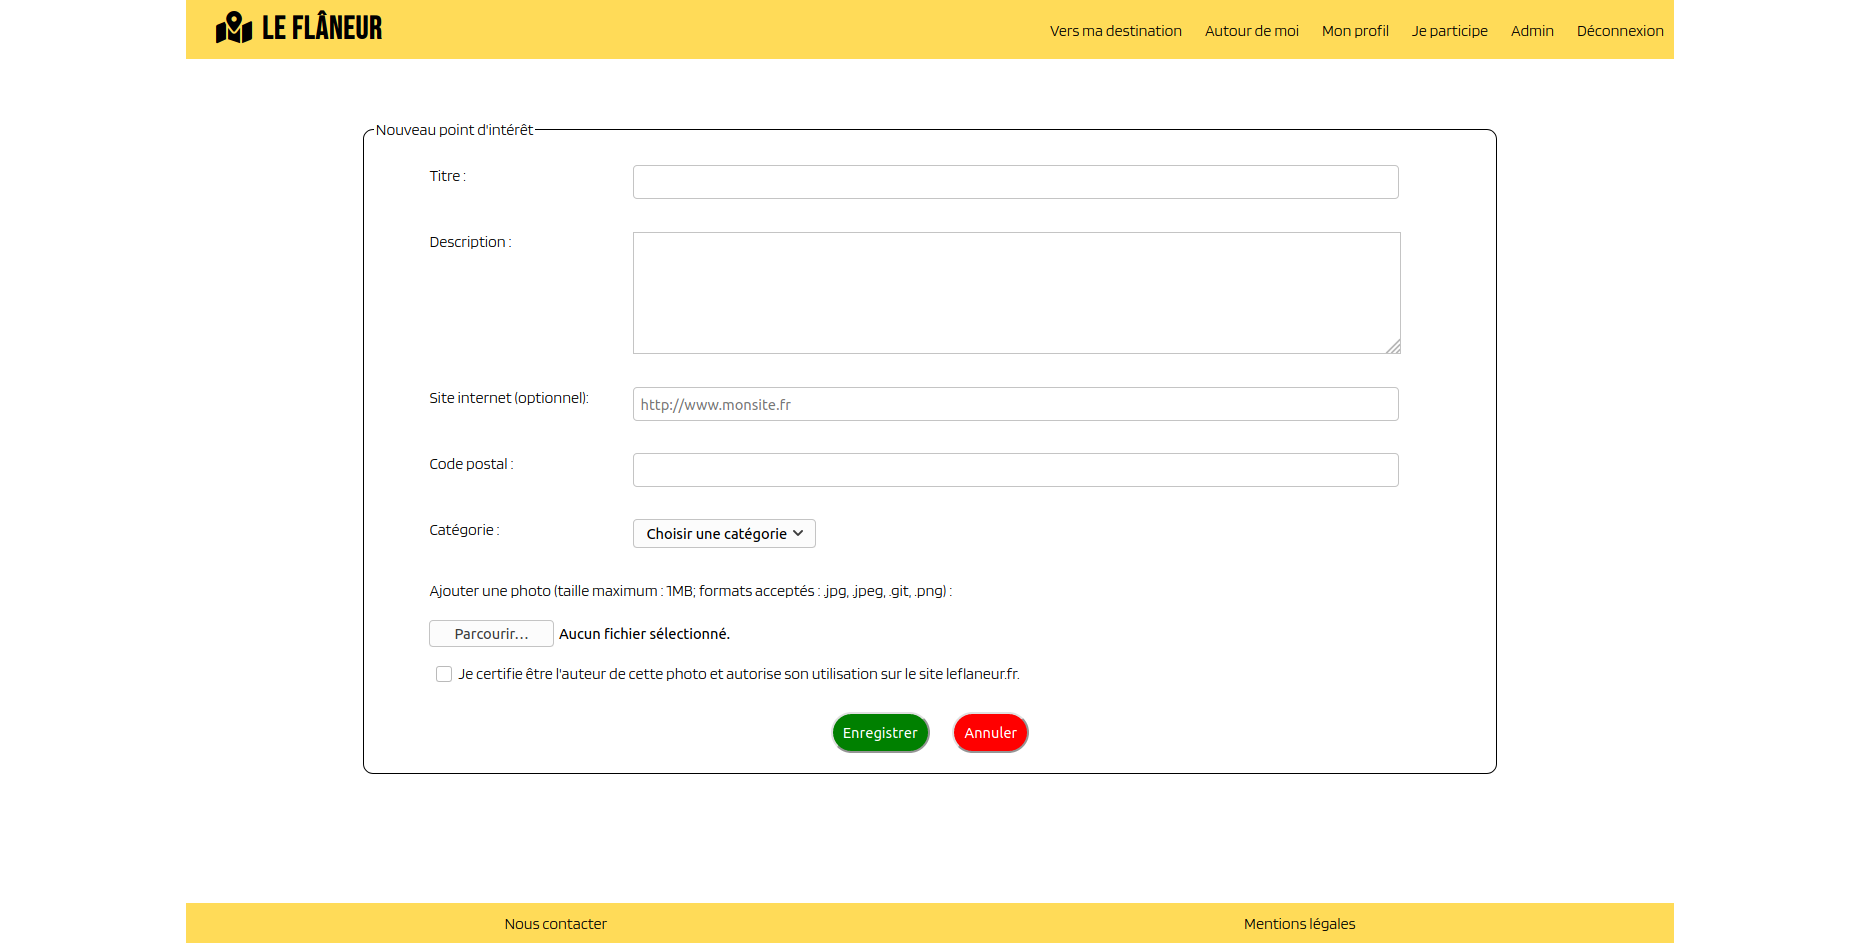 LE FLÂNEUR
Vers ma destination Autour de moi Mon profil Je participe Admin Déconnexion
Nouveau point d'intérêt
Titre :
Description :
Site internet (optionnel): http://www.monsite.fr
Code postal :
Catégorie : Choisir une catégorie
Ajouter une photo (taille maximum : 1MB; formats acceptés : .jpg, .jpeg, .git, .png) :
Parcourir... Aucun fichier sélectionné.
Je certifie être l'auteur de cette photo et autorise son utilisation sur le site leflaneur.fr.
Enregistrer Annuler
Nous contacter Mentions légales